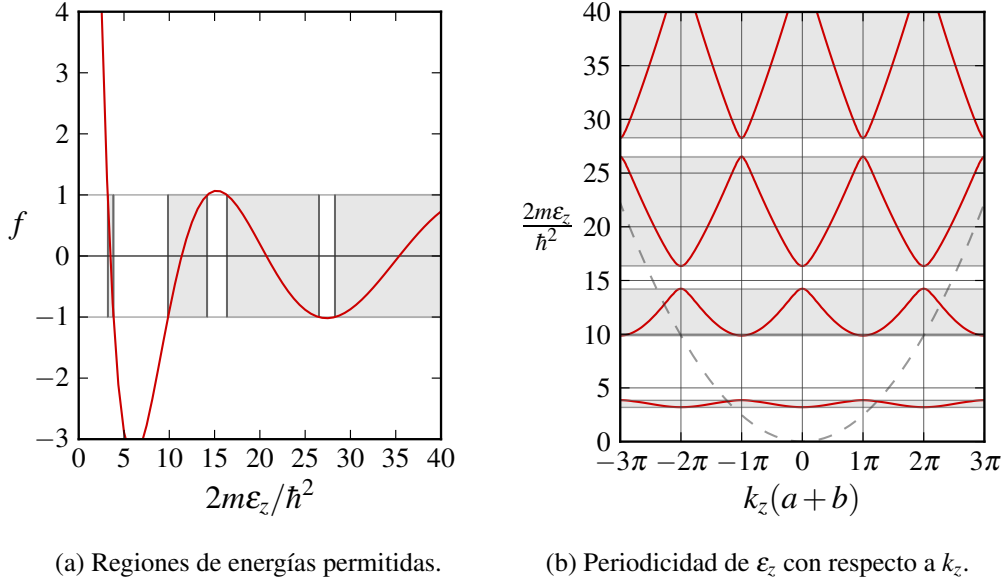 4
3
2
1
0
−1
−2
−3
f
0 5 10 15 20 25 30 35 40
2mε_z/ħ²
(a) Regiones de energías permitidas.
40
35
30
25
20
15
10
5
0
2mε_z/ħ²
−3π −2π −1π 0 1π 2π 3π
k_z(a+b)
(b) Periodicidad de ε_z con respecto a k_z.